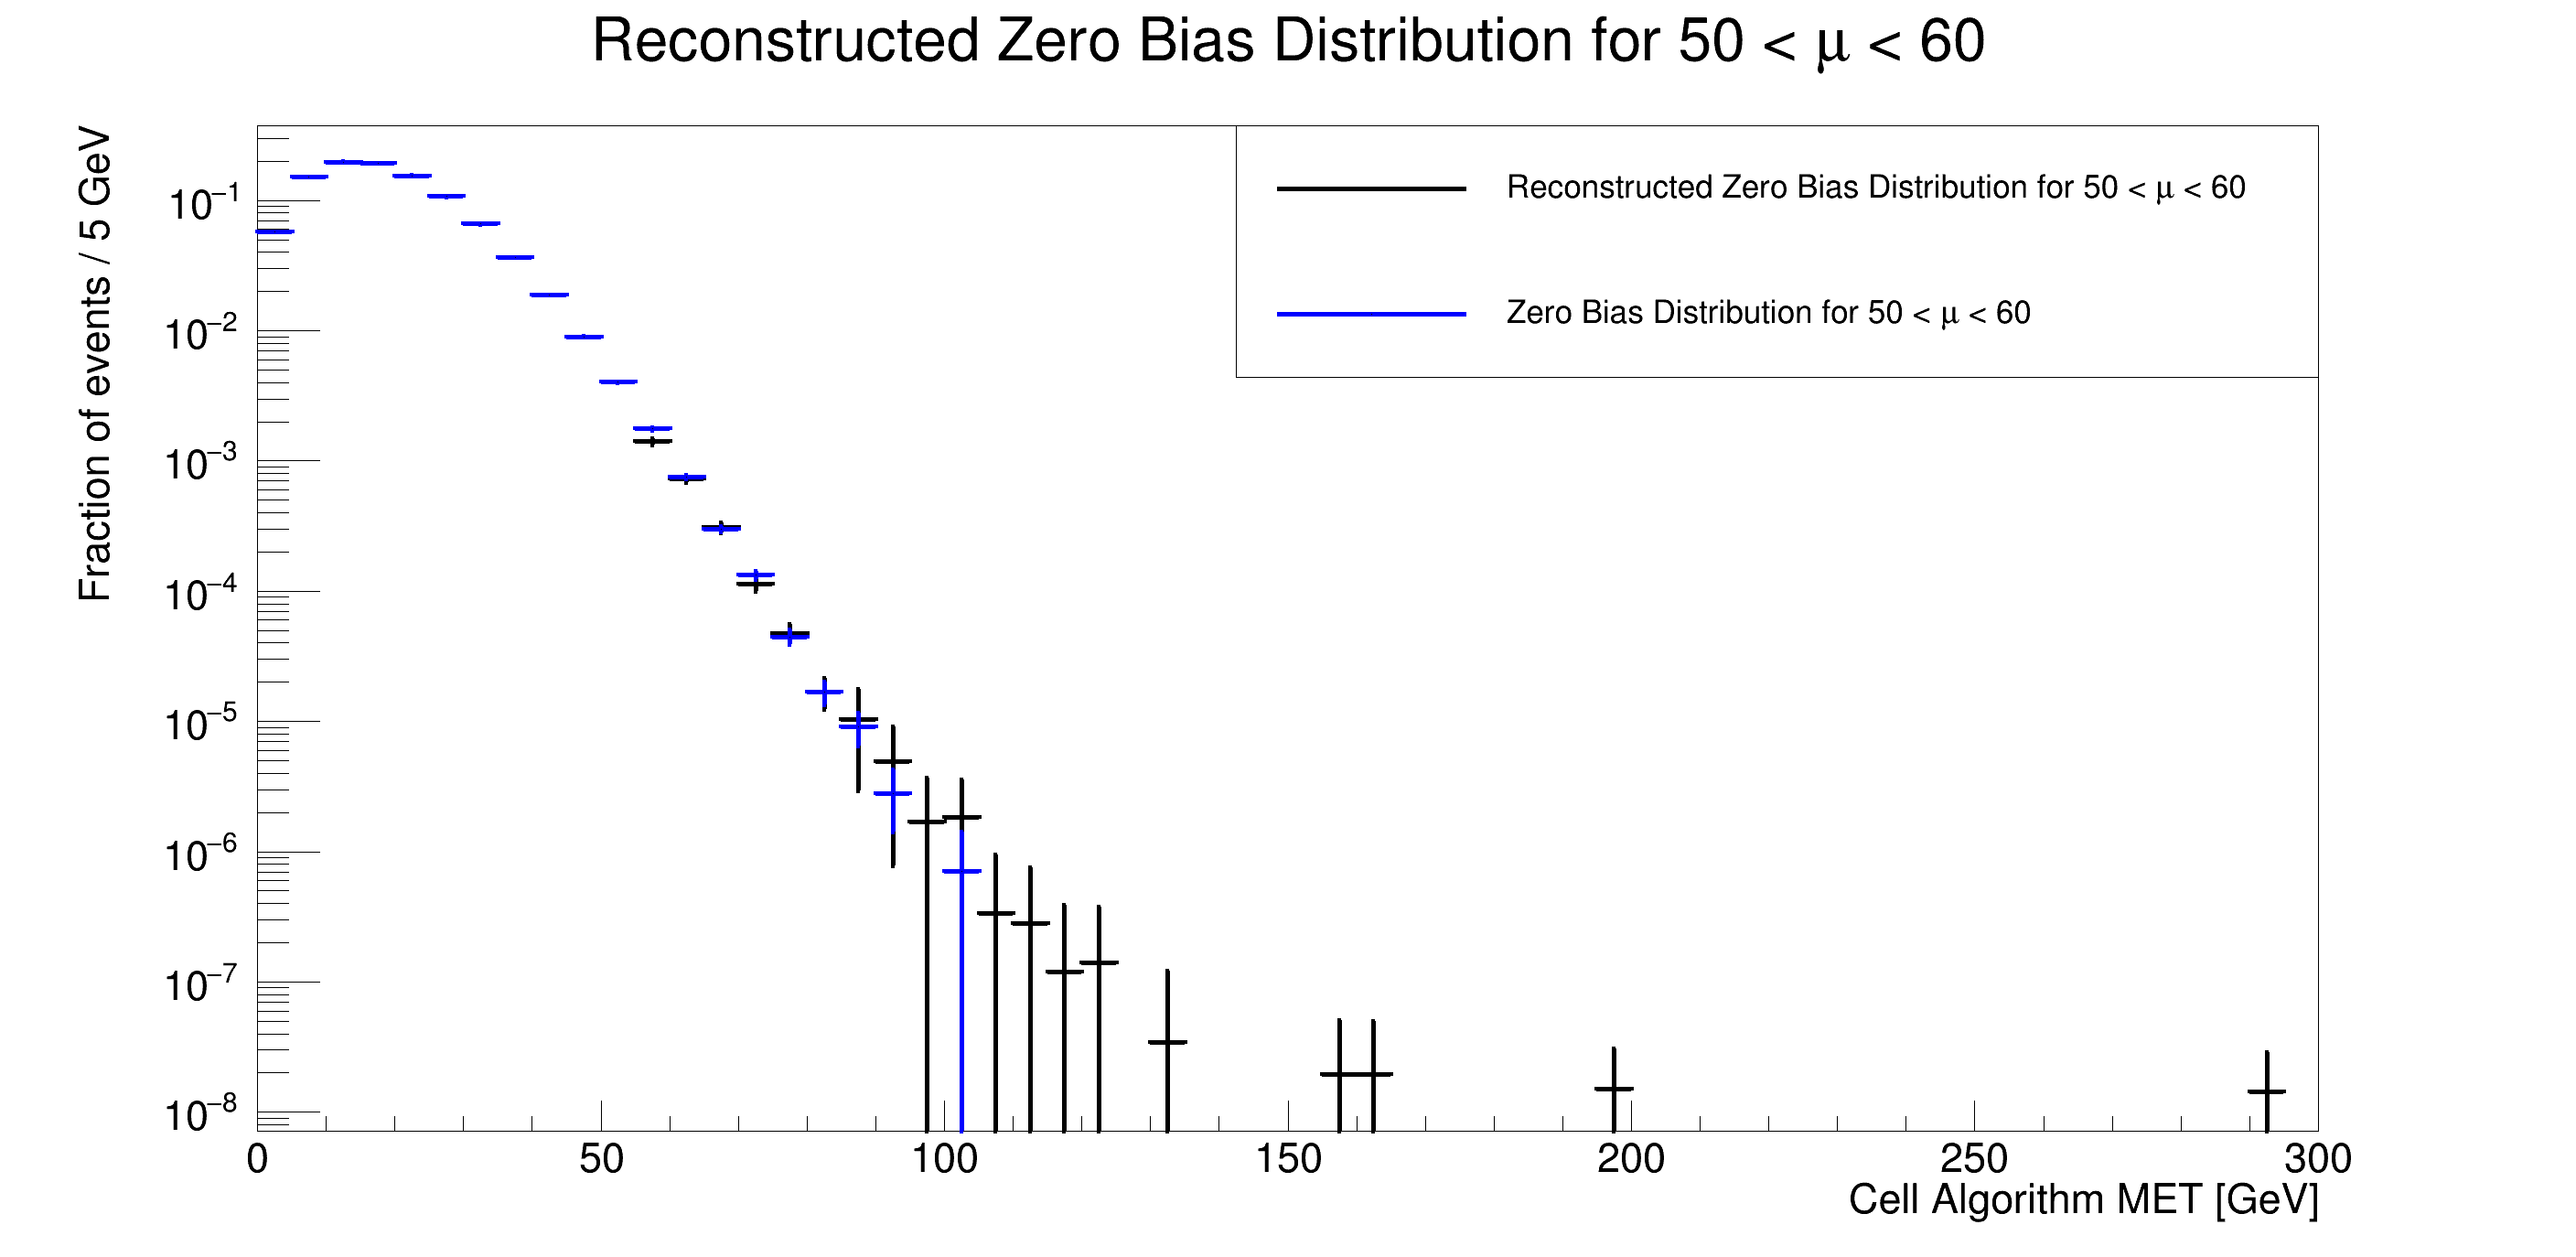 Reconstructed Zero Bias Distribution for 50 < μ < 60
Fraction of events / 5 GeV
Reconstructed Zero Bias Distribution for 50 < μ < 60
Zero Bias Distribution for 50 < μ < 60
10⁻¹
10⁻²
10⁻³
10⁻⁴
10⁻⁵
10⁻⁶
10⁻⁷
10⁻⁸
0 50 100 150 200 250 300
Cell Algorithm MET [GeV]